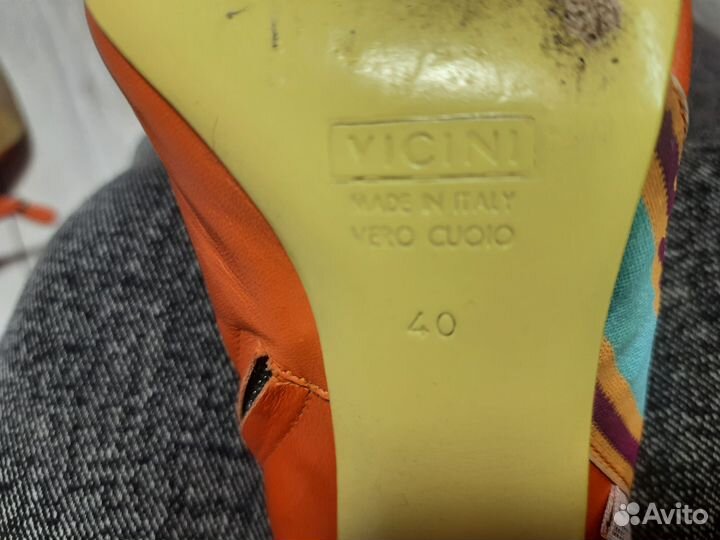 VICINI
MADE IN ITALY
VERO CUOIO
40
Avito